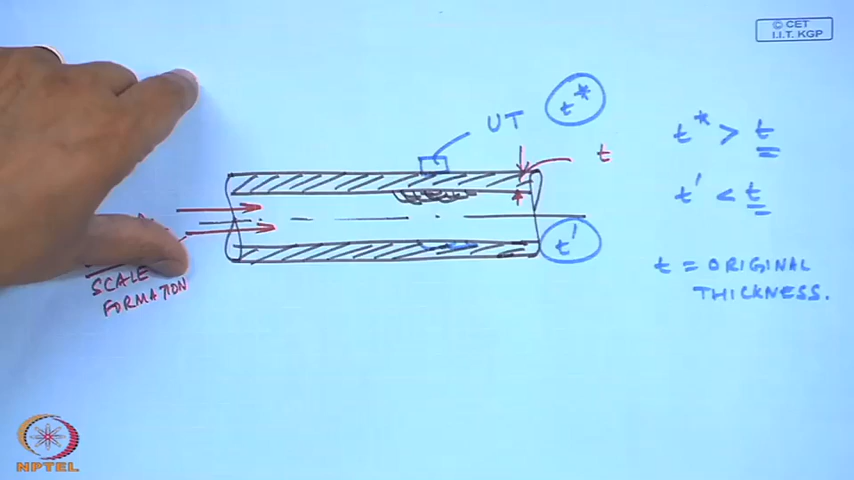 © CET
I.I.T. KGP
UT
t*
t
t* > t
t' < t
t'
t = ORIGINAL
THICKNESS.
SCALE
FORMATION
NPTEL